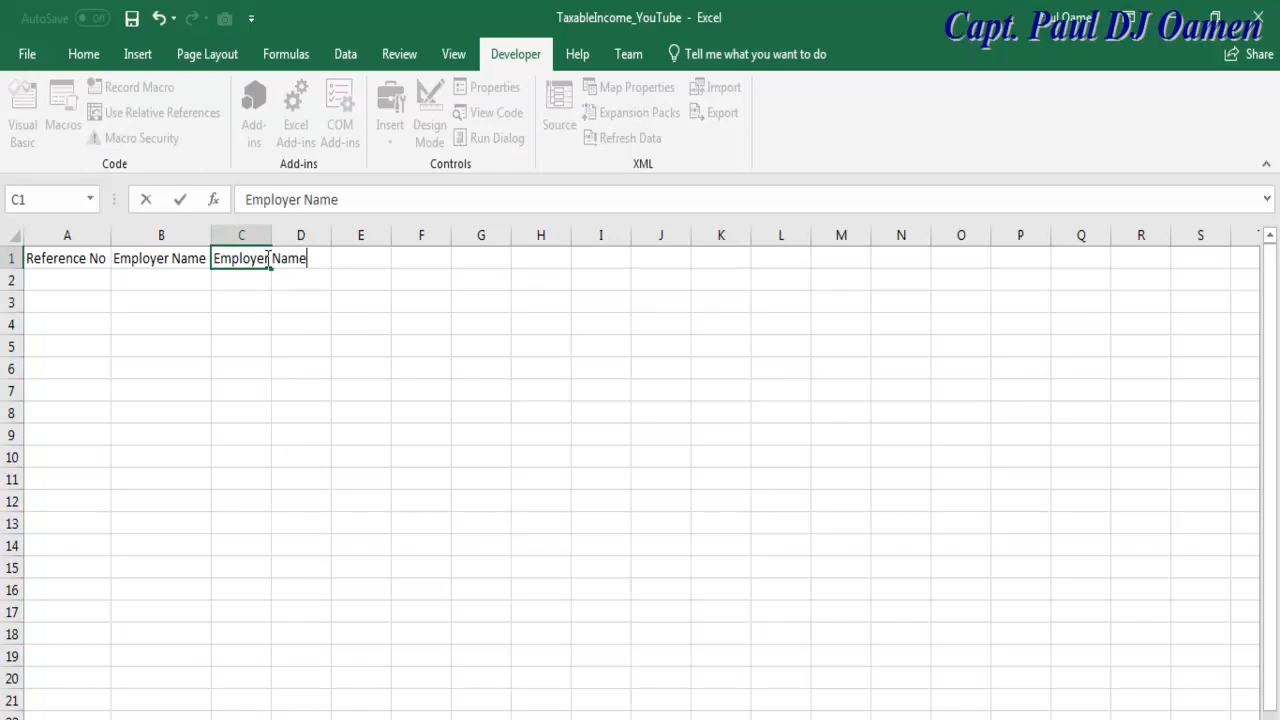 AutoSave Off
TaxableIncome_YouTube - Excel
Capt. Paul DJ Oamen
File Home Insert Page Layout Formulas Data Review View Developer Help Team Tell me what you want to do Share
Visual Basic
Macros
Record Macro
Use Relative References
Macro Security
Code
Add-ins
Excel Add-ins
COM Add-ins
Add-ins
Insert
Design Mode
Properties
View Code
Run Dialog
Controls
Source
Map Properties
Expansion Packs
Refresh Data
Import
Export
XML
C1 fx Employer Name
A B C D E F G H I J K L M N O P Q R S
1 Reference No Employer Name Employer Name
2
3
4
5
6
7
8
9
10
11
12
13
14
15
16
17
18
19
20
21